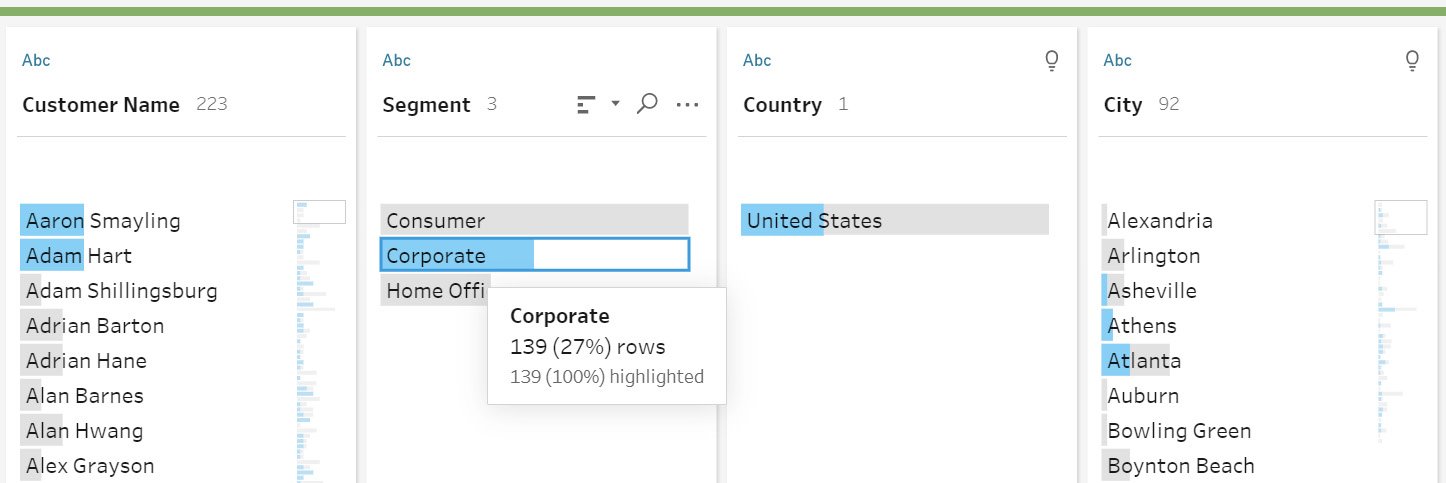 Abc
Customer Name 223
Aaron Smayling
Adam Hart
Adam Shillingsburg
Adrian Barton
Adrian Hane
Alan Barnes
Alan Hwang
Alex Grayson
Abc
Segment 3
Consumer
Corporate
Home Offi
Corporate
139 (27%) rows
139 (100%) highlighted
Abc
Country 1
United States
Abc
City 92
Alexandria
Arlington
Asheville
Athens
Atlanta
Auburn
Bowling Green
Boynton Beach